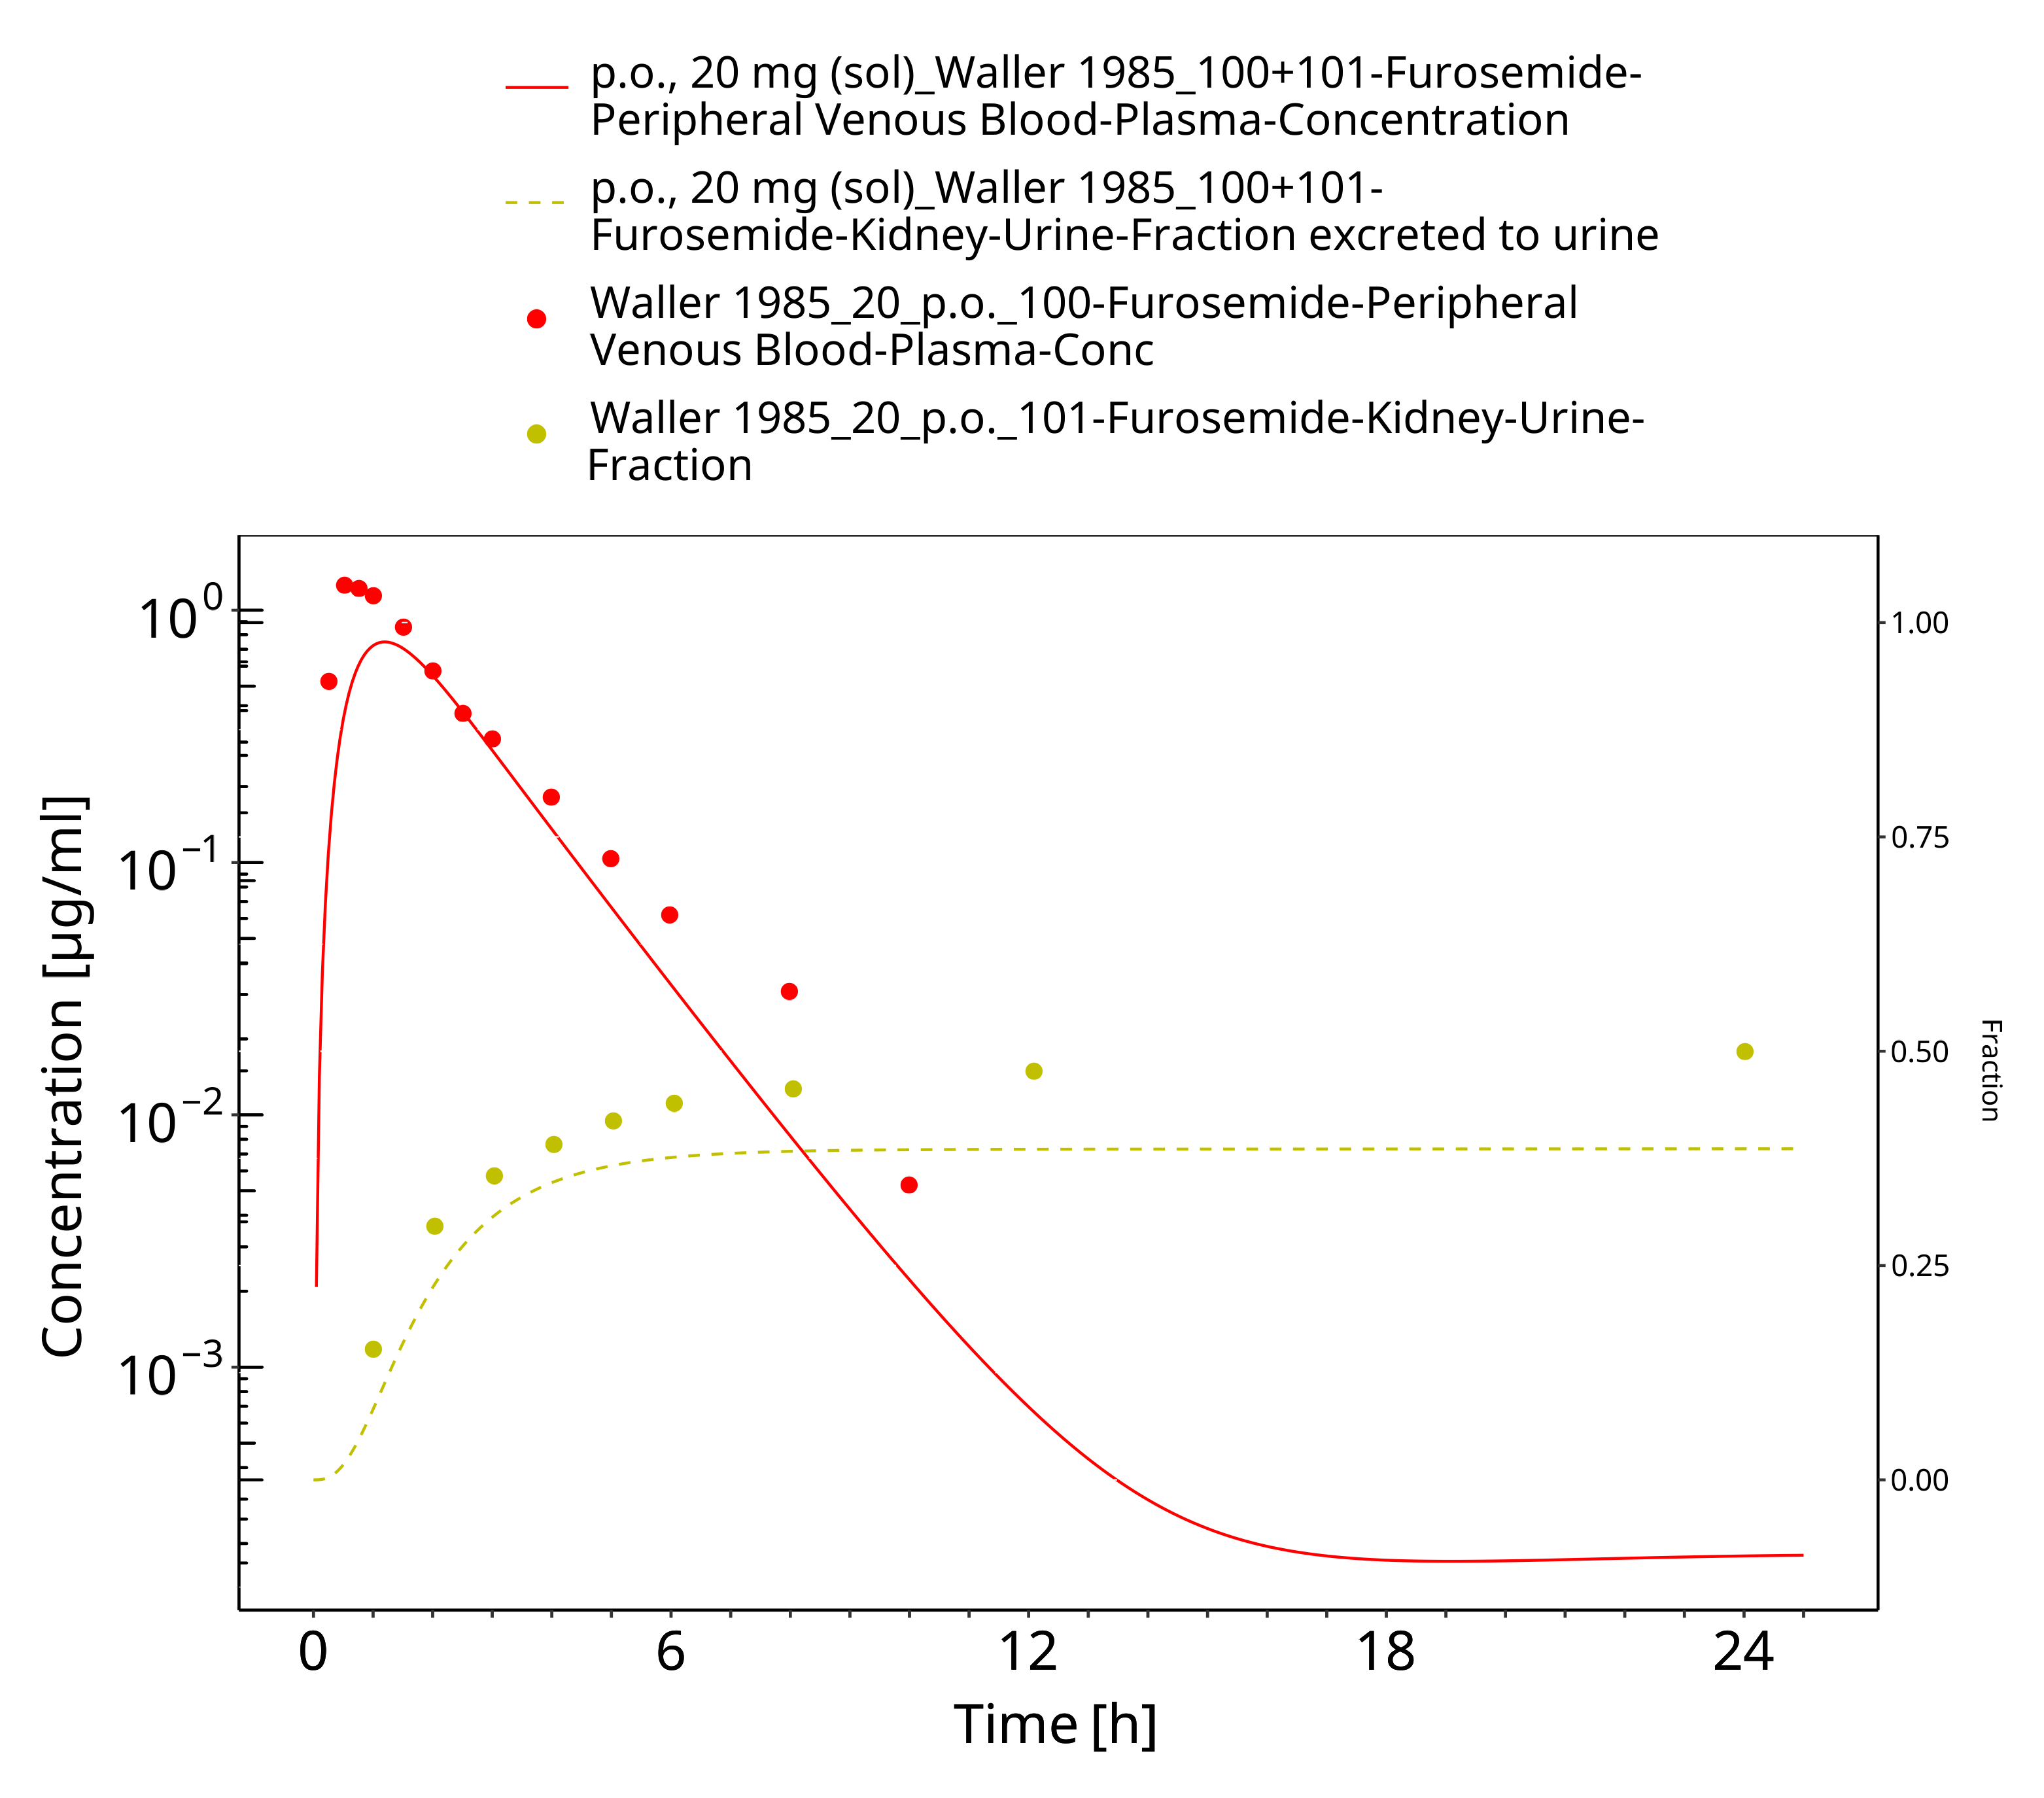 p.o., 20 mg (sol)_Waller 1985_100+101-Furosemide-
Peripheral Venous Blood-Plasma-Concentration
p.o., 20 mg (sol)_Waller 1985_100+101-
Furosemide-Kidney-Urine-Fraction excreted to urine
Waller 1985_20_p.o._100-Furosemide-Peripheral
Venous Blood-Plasma-Conc
Waller 1985_20_p.o._101-Furosemide-Kidney-Urine-
Fraction
Concentration [µg/ml]
10⁰
10⁻¹
10⁻²
10⁻³
1.00
0.75
0.50
0.25
0.00
Fraction
0 6 12 18 24
Time [h]